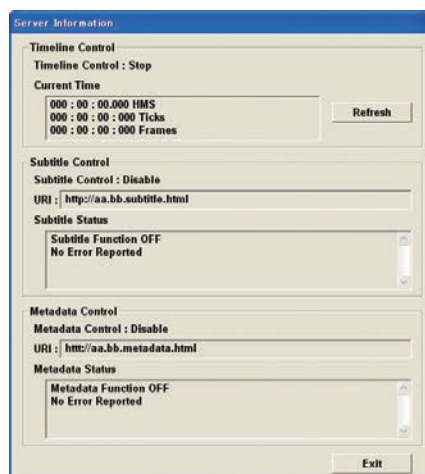 Server Information
Timeline Control
Timeline Control : Stop
Current Time
000 : 00 : 00.000 HMS
000 : 00 : 00 : 000 Ticks
000 : 00 : 00 : 000 Frames
Refresh
Subtitle Control
Subtitle Control : Disable
URI : http://aa.bb.subtitle.html
Subtitle Status
Subtitle Function OFF
No Error Reported
Metadata Control
Metadata Control : Disable
URI : httt://aa.bb.metadata.html
Metadata Status
Metadata Function OFF
No Error Reported
Exit